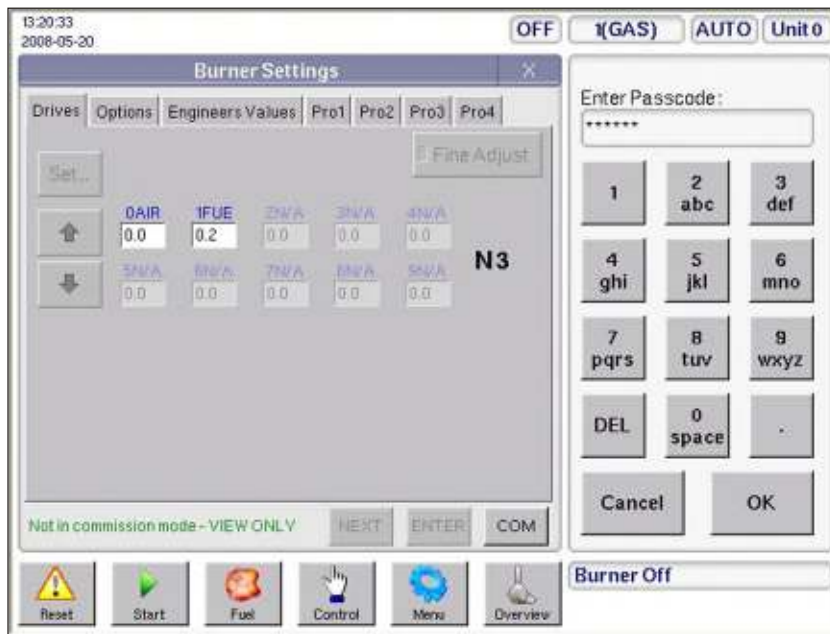 13:20:33
2008-05-20
OFF 1(GAS) AUTO Unit 0
Burner Settings X
Drives Options Engineers Values Pro1 Pro2 Pro3 Pro4
Set... Fine Adjust
0AIR 1FUE 2N/A 3N/A 4N/A
0.0 0.2 0.0 0.0 0.0
N3
5N/A 6N/A 7N/A 8N/A 9N/A
0.0 0.0 0.0 0.0 0.0
Not in commission mode - VIEW ONLY NEXT ENTER COM
Enter Passcode:
******
1 2 3
abc def
4 5 6
ghi jkl mno
7 8 9
pqrs tuv wxyz
DEL 0 .
space
Cancel OK
Reset Start Fuel Control Menu Overview
Burner Off